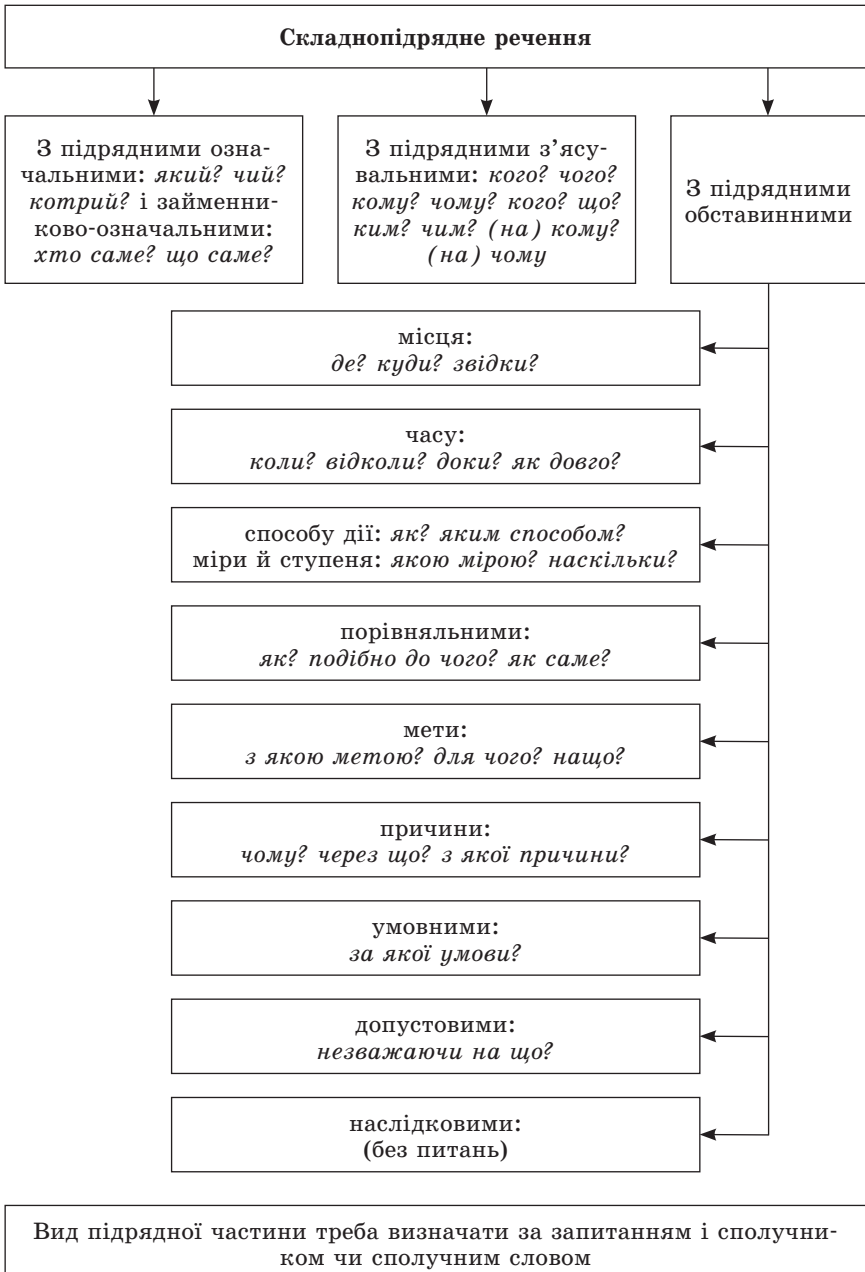 Складнопідрядне речення
З підрядними озна-
чальними: який? чий?
котрий? і займенни-
ково-означальними:
хто саме? що саме?
З підрядними з’ясу-
вальними: кого? чого?
кому? чому? кого? що?
ким? чим? (на) кому?
(на) чому
З підрядними
обставинними
місця:
де? куди? звідки?
часу:
коли? відколи? доки? як довго?
способу дії: як? яким способом?
міри й ступеня: якою мірою? наскільки?
порівняльними:
як? подібно до чого? як саме?
мети:
з якою метою? для чого? нащо?
причини:
чому? через що? з якої причини?
умовними:
за якої умови?
допустовими:
незважаючи на що?
наслідковими:
(без питань)
Вид підрядної частини треба визначати за запитанням і сполучни-
ком чи сполучним словом